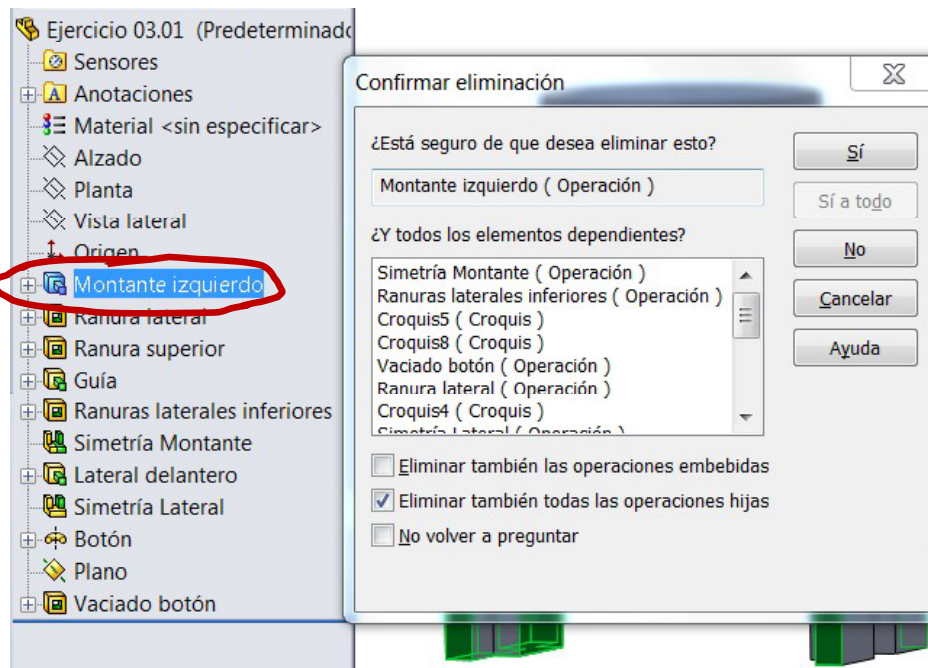 Ejercicio 03.01 (Predeterminado
Sensores
Anotaciones
Material <sin especificar>
Alzado
Planta
Vista lateral
Origen
Montante izquierdo
Ranura lateral
Ranura superior
Guía
Ranuras laterales inferiores
Simetría Montante
Lateral delantero
Simetría Lateral
Botón
Plano
Vaciado botón
Confirmar eliminación
¿Está seguro de que desea eliminar esto?
Montante izquierdo ( Operación )
¿Y todos los elementos dependientes?
Simetría Montante ( Operación )
Ranuras laterales inferiores ( Operación )
Croquis5 ( Croquis )
Croquis8 ( Croquis )
Vaciado botón ( Operación )
Ranura lateral ( Operación )
Croquis4 ( Croquis )
Simetría Lateral ( Operación )
Eliminar también las operaciones embebidas
Eliminar también todas las operaciones hijas
No volver a preguntar
Sí
Sí a todo
No
Cancelar
Ayuda